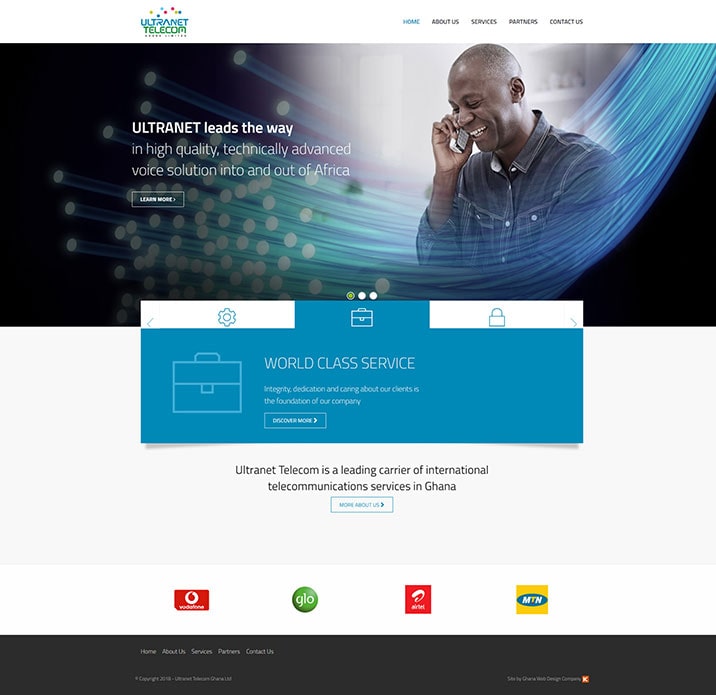 ULTRANET
TELECOM
GHANA LIMITED
HOME ABOUT US SERVICES PARTNERS CONTACT US
ULTRANET leads the way
in high quality, technically advanced
voice solution into and out of Africa
LEARN MORE >
WORLD CLASS SERVICE
Integrity, dedication and caring about our clients is
the foundation of our company
DISCOVER MORE >
Ultranet Telecom is a leading carrier of international
telecommunications services in Ghana
MORE ABOUT US >
vodafone
glo
airtel
MTN
Home About Us Services Partners Contact Us
© Copyright 2018 - Ultranet Telecom Ghana Ltd
Site by Ghana Web Design Company